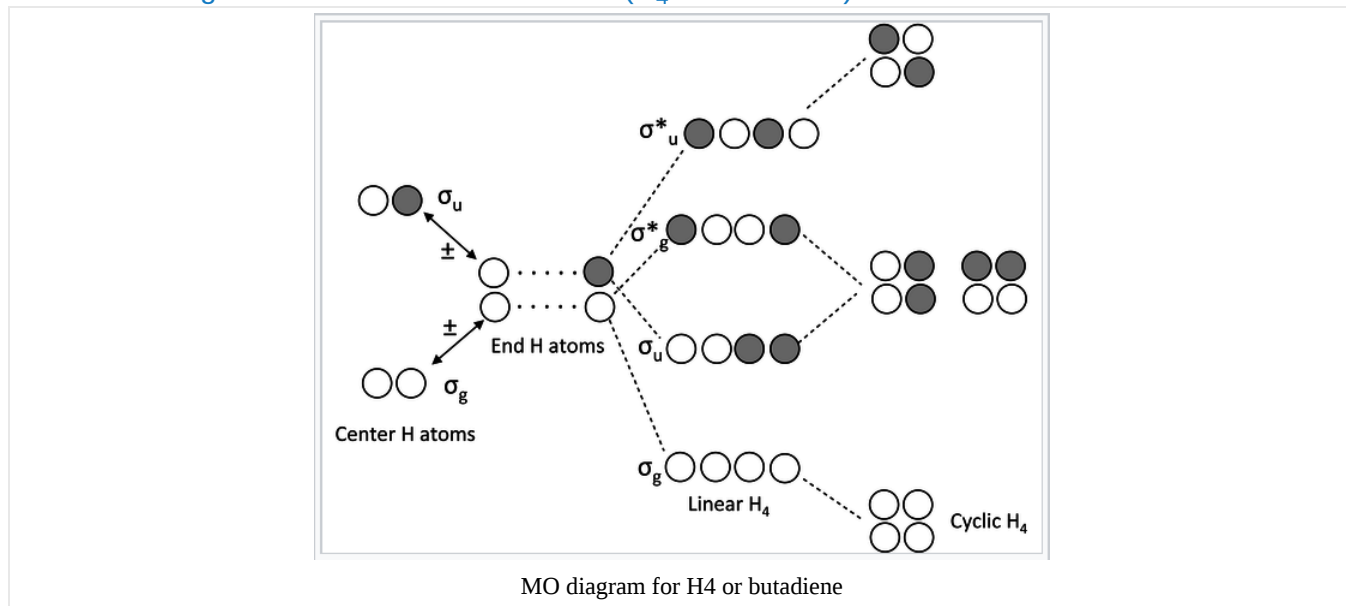 σ*u
σu
σ*g
±
±
End H atoms
σu
σg
Center H atoms
σg
Linear H4
Cyclic H4
MO diagram for H4 or butadiene